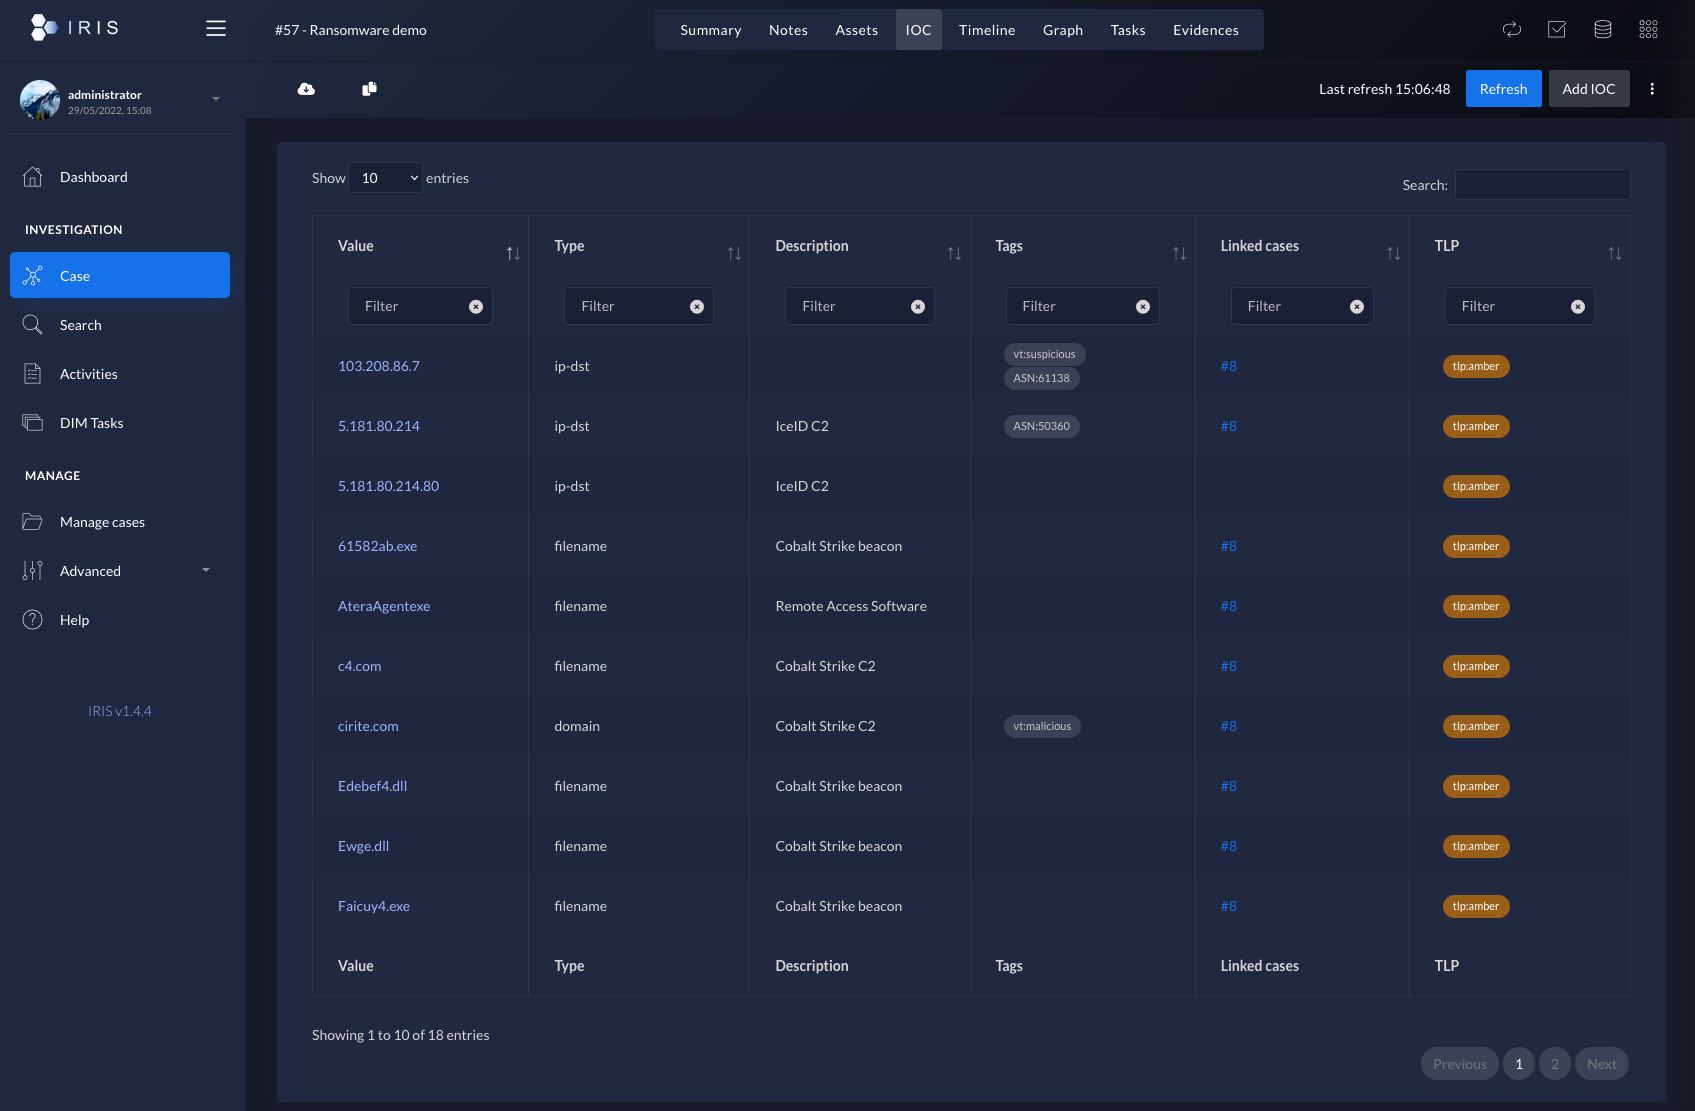 IRIS
#57 - Ransomware demo
Summary Notes Assets IOC Timeline Graph Tasks Evidences
administrator
29/05/2022, 15:08
Last refresh 15:06:48 Refresh Add IOC
Dashboard
INVESTIGATION
Case
Search
Activities
DIM Tasks
MANAGE
Manage cases
Advanced
Help
IRIS v1.4.4
Show 10 entries
Search:
Value Type Description Tags Linked cases TLP
Filter Filter Filter Filter Filter Filter
103.208.86.7 ip-dst vt:suspicious ASN:61138 #8 tlp:amber
5.181.80.214 ip-dst IceID C2 ASN:50360 #8 tlp:amber
5.181.80.214.80 ip-dst IceID C2 tlp:amber
61582ab.exe filename Cobalt Strike beacon #8 tlp:amber
AteraAgentexe filename Remote Access Software #8 tlp:amber
c4.com filename Cobalt Strike C2 #8 tlp:amber
cirite.com domain Cobalt Strike C2 vt:malicious #8 tlp:amber
Edebef4.dll filename Cobalt Strike beacon #8 tlp:amber
Ewge.dll filename Cobalt Strike beacon #8 tlp:amber
Faicuy4.exe filename Cobalt Strike beacon #8 tlp:amber
Value Type Description Tags Linked cases TLP
Showing 1 to 10 of 18 entries
Previous 1 2 Next